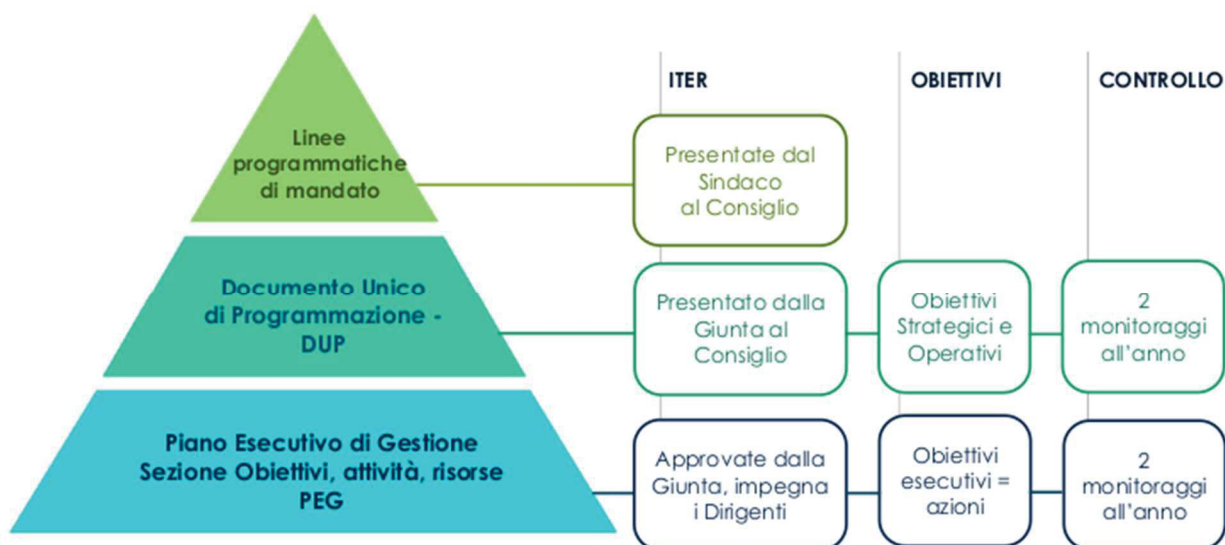 ITER
OBIETTIVI
CONTROLLO
Linee
programmatiche
di mandato
Presentate dal
Sindaco
al Consiglio
Documento Unico
di Programmazione -
DUP
Presentato dalla
Giunta al
Consiglio
Obiettivi
Strategici e
Operativi
2
monitoraggi
all'anno
Piano Esecutivo di Gestione
Sezione Obiettivi, attività, risorse
PEG
Approvate dalla
Giunta, impegna
i Dirigenti
Obiettivi
esecutivi =
azioni
2
monitoraggi
all'anno